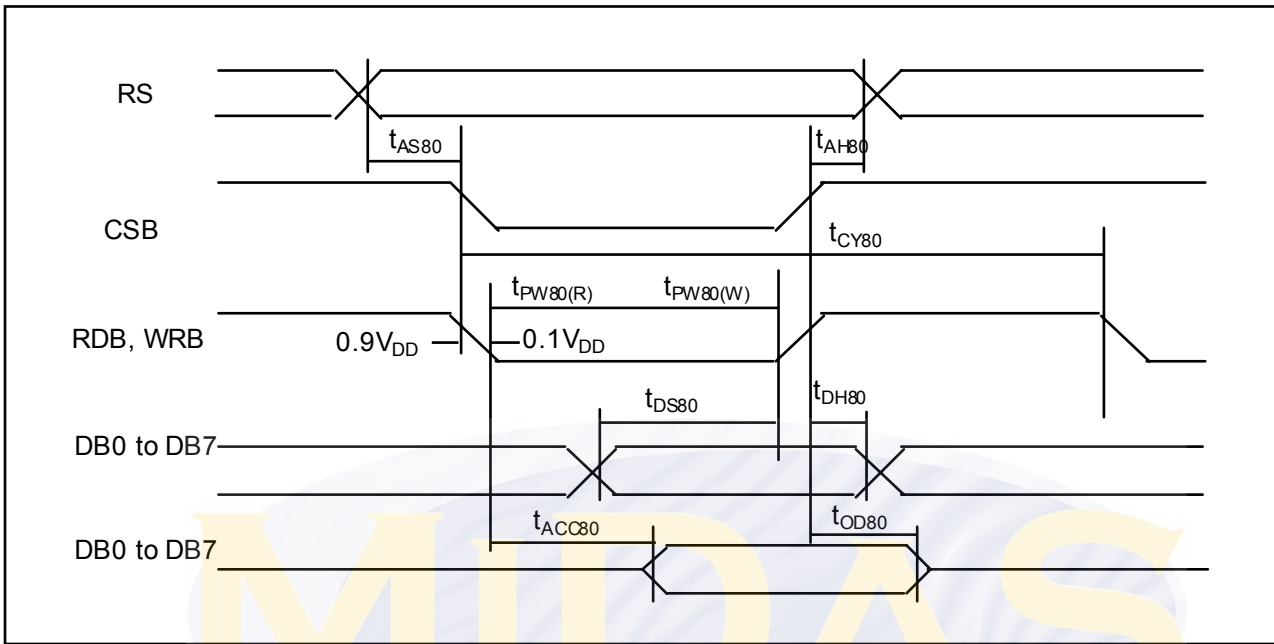 RS
tAS80
tAH80
CSB
tCY80
tPW80(R) tPW80(W)
RDB, WRB
0.9VDD
0.1VDD
tDS80
tDH80
DB0 to DB7
tACC80
tOD80
DB0 to DB7
MIDAS